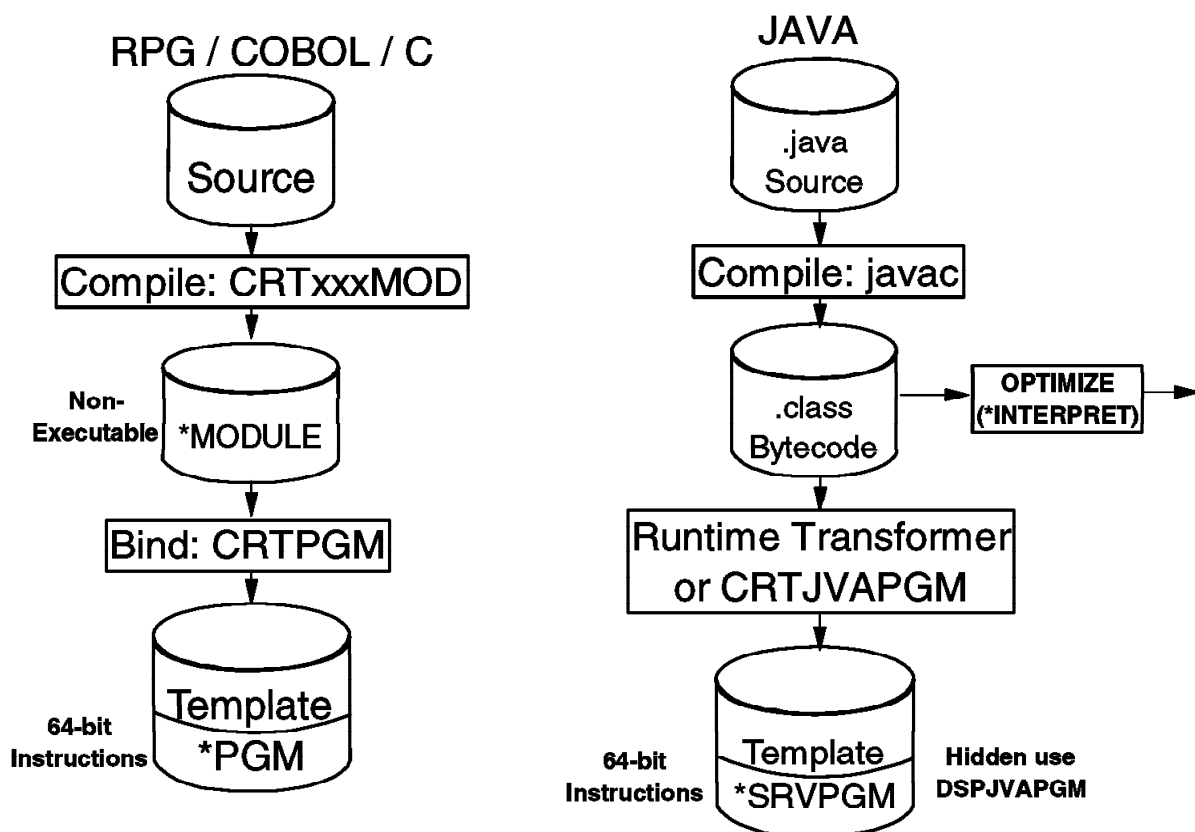 RPG / COBOL / C
Source
Compile: CRTxxxMOD
Non-
Executable
*MODULE
Bind: CRTPGM
Template
64-bit
Instructions
*PGM
JAVA
.java
Source
Compile: javac
.class
Bytecode
OPTIMIZE
(*INTERPRET)
Runtime Transformer
or CRTJVAPGM
Template
64-bit
Instructions
*SRVPGM
Hidden use
DSPJVAPGM